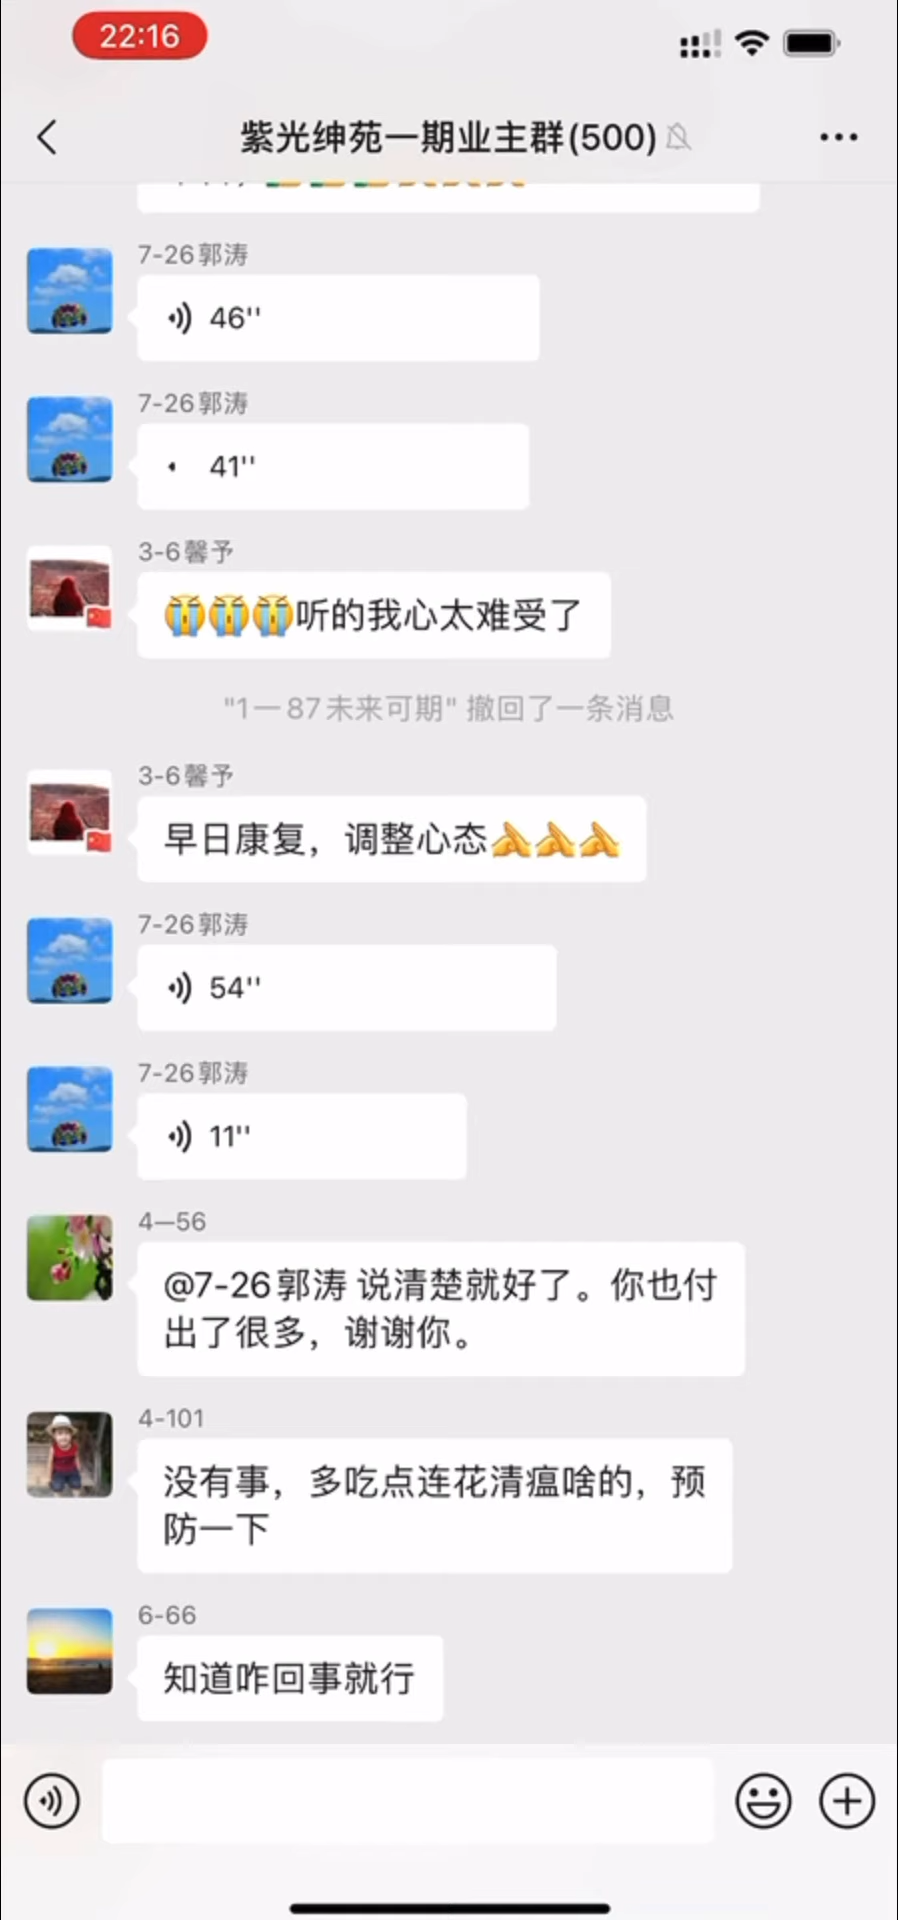 22:16
紫光绅苑一期业主群(500)
7-26郭涛
46''
7-26郭涛
41''
3-6馨予
😭😭😭听的我心太难受了
"1一87未来可期" 撤回了一条消息
3-6馨予
早日康复，调整心态🙏🙏🙏
7-26郭涛
54''
7-26郭涛
11''
4—56
@7-26郭涛 说清楚就好了。你也付
出了很多，谢谢你。
4-101
没有事，多吃点连花清瘟啥的，预
防一下
6-66
知道咋回事就行